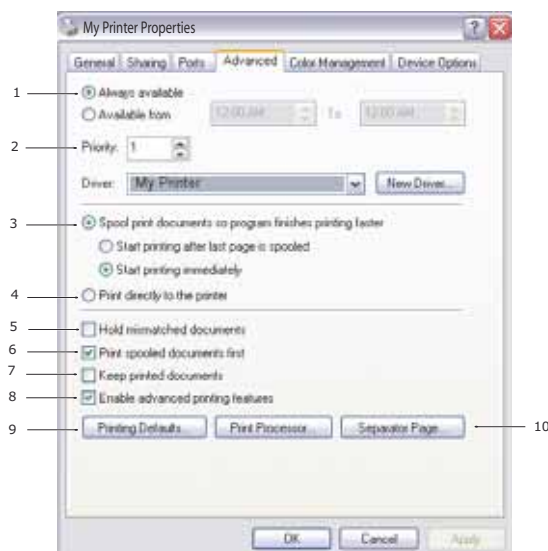 My Printer Properties
General Sharing Ports Advanced Color Management Device Options
1 Always available
Available from 12:00 AM To 12:00 AM
2 Priority: 1
Driver: My Printer New Driver...
3 Spool print documents so program finishes printing faster
Start printing after last page is spooled
Start printing immediately
4 Print directly to the printer
5 Hold mismatched documents
6 Print spooled documents first
7 Keep printed documents
8 Enable advanced printing features
9 Printing Defaults... Print Processor... Separator Page... 10
OK Cancel Apply